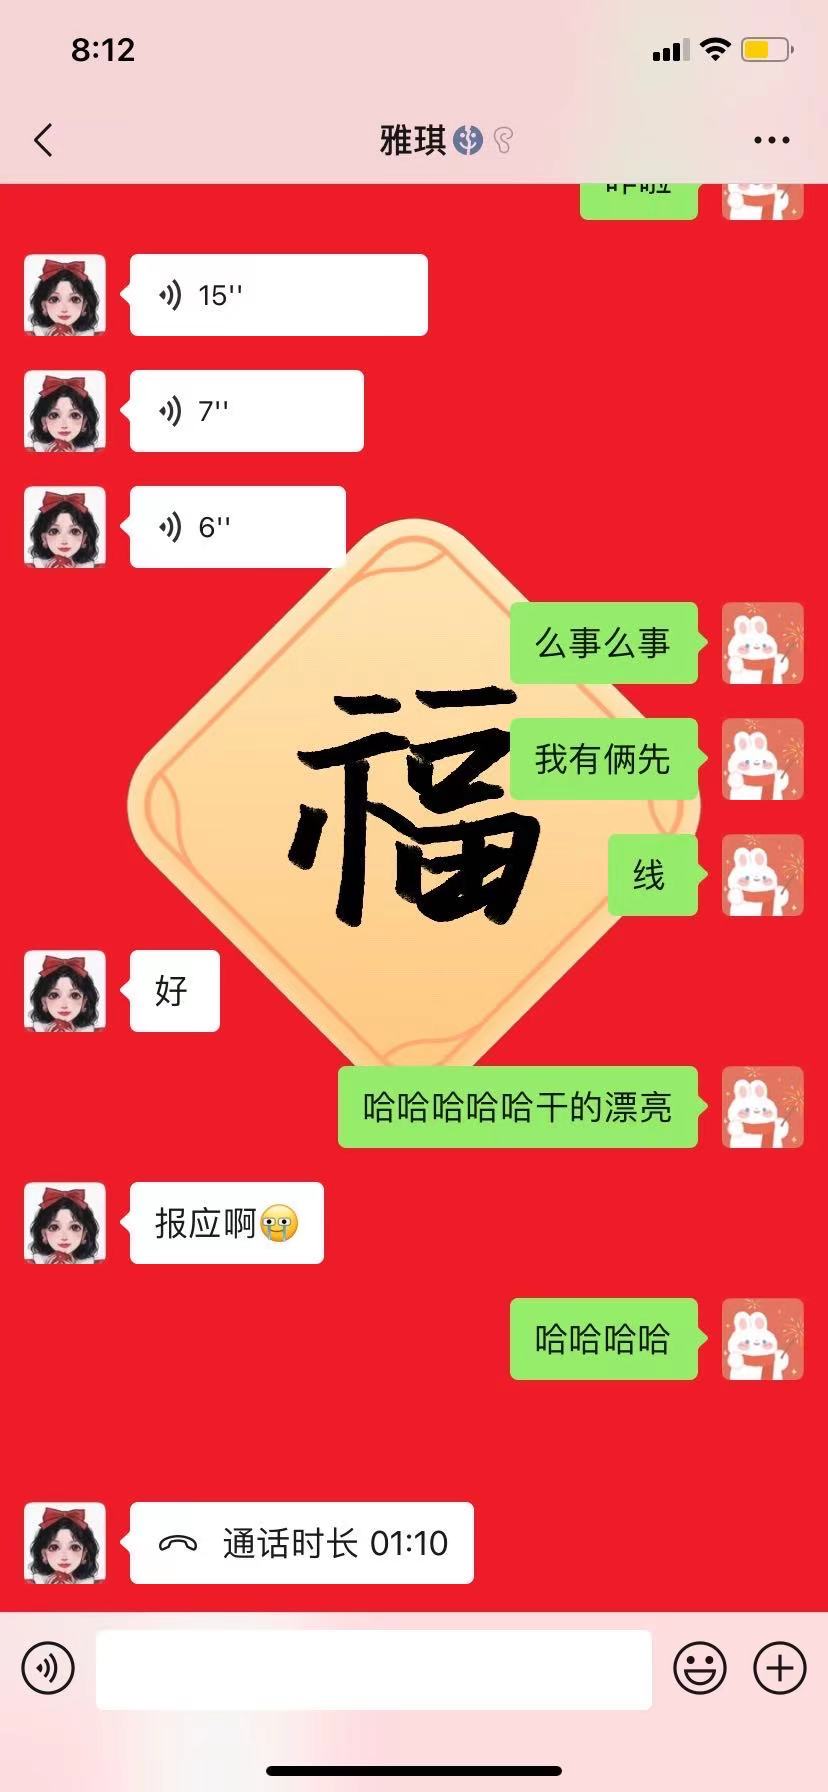 8:12
雅琪
咋啦
15''
7''
6''
么事么事
我有俩先
线
福
好
哈哈哈哈哈干的漂亮
报应啊
哈哈哈哈
通话时长 01:10